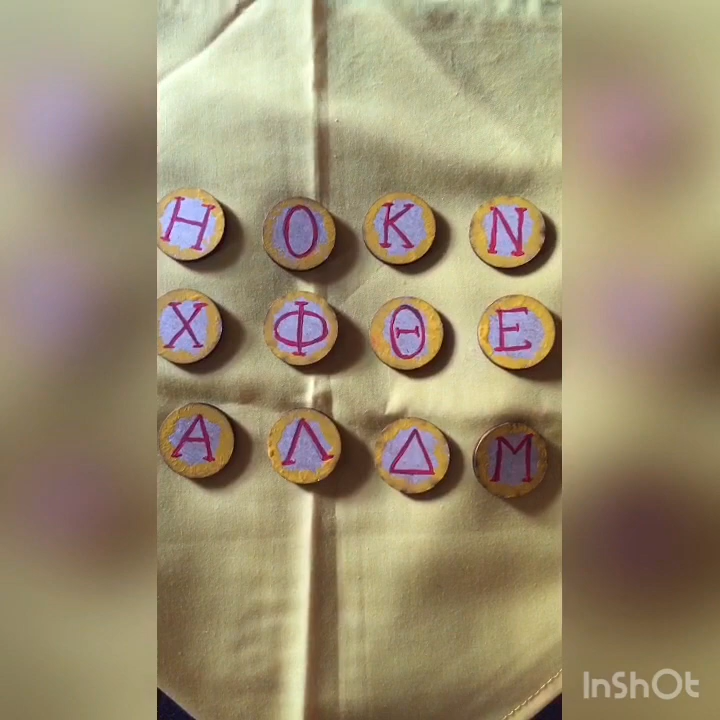 Η Ο Κ Ν
Χ Φ Θ Ε
Α Λ Δ Μ
InShOt